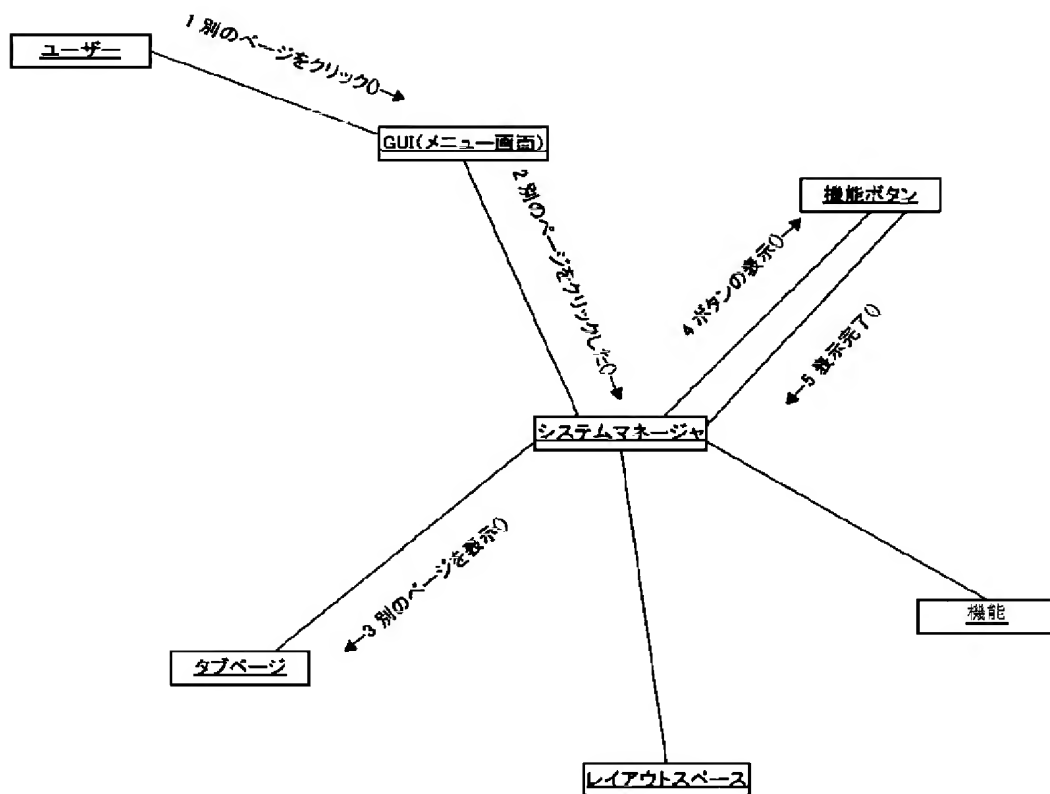 ユーザー
1 別のページをクリック()→
GUI(メニュー画面)
2 別のページをクリックした()→
機能ボタン
4 ボタンの表示()→
←5 表示完了()
システムマネージャ
←3 別のページを表示()
機能
タブページ
レイアウトスペース